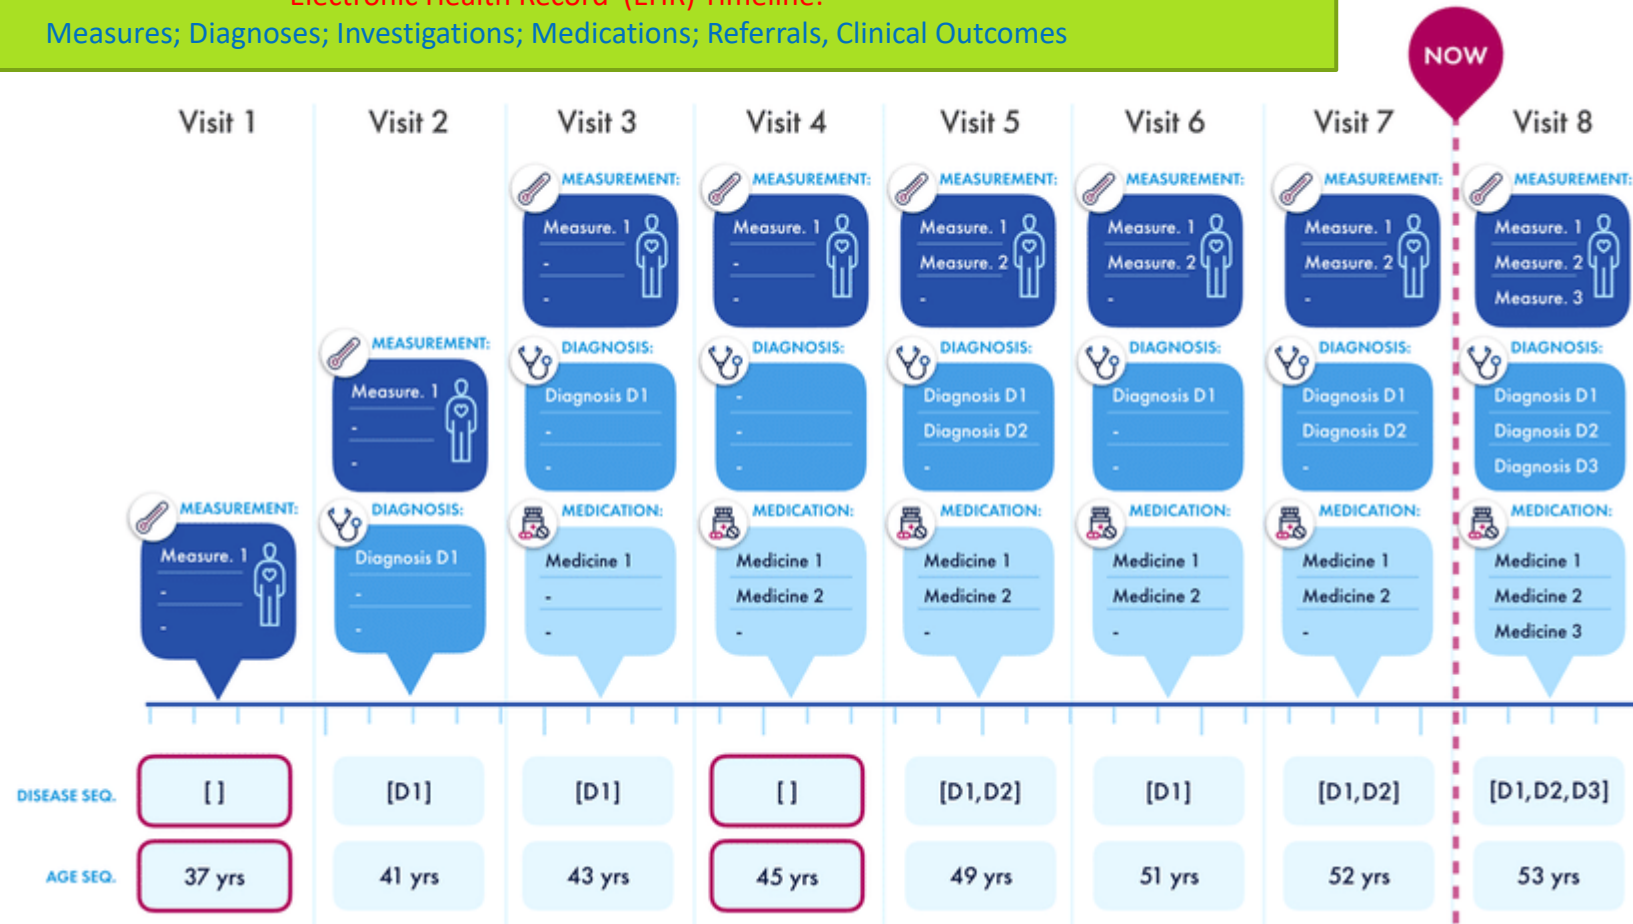 Electronic Health Record (EHR) Timeline:
Measures; Diagnoses; Investigations; Medications; Referrals, Clinical Outcomes
NOW
Visit 1
Visit 2
Visit 3
Visit 4
Visit 5
Visit 6
Visit 7
Visit 8
MEASUREMENT:
Measure. 1
-
-
MEASUREMENT:
Measure. 1
-
-
DIAGNOSIS:
Diagnosis D1
-
-
MEASUREMENT:
Measure. 1
-
-
DIAGNOSIS:
Diagnosis D1
-
-
MEDICATION:
Medicine 1
-
-
MEASUREMENT:
Measure. 1
-
-
DIAGNOSIS:
-
-
-
MEDICATION:
Medicine 1
Medicine 2
-
MEASUREMENT:
Measure. 1
Measure. 2
-
DIAGNOSIS:
Diagnosis D1
Diagnosis D2
-
MEDICATION:
Medicine 1
Medicine 2
-
MEASUREMENT:
Measure. 1
Measure. 2
-
DIAGNOSIS:
Diagnosis D1
-
-
MEDICATION:
Medicine 1
Medicine 2
-
MEASUREMENT:
Measure. 1
Measure. 2
-
DIAGNOSIS:
Diagnosis D1
Diagnosis D2
-
MEDICATION:
Medicine 1
Medicine 2
-
MEASUREMENT:
Measure. 1
Measure. 2
Measure. 3
DIAGNOSIS:
Diagnosis D1
Diagnosis D2
Diagnosis D3
MEDICATION:
Medicine 1
Medicine 2
Medicine 3
DISEASE SEQ.
[ ]
[D1]
[D1]
[ ]
[D1,D2]
[D1]
[D1,D2]
[D1,D2,D3]
AGE SEQ.
37 yrs
41 yrs
43 yrs
45 yrs
49 yrs
51 yrs
52 yrs
53 yrs